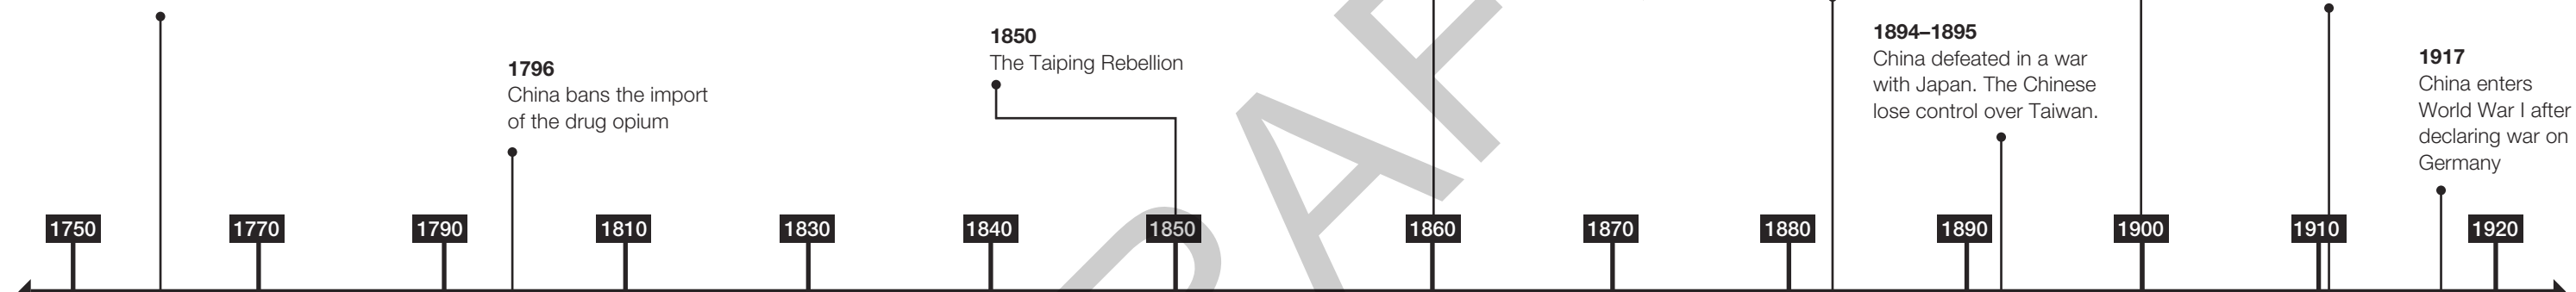 1796
China bans the import
of the drug opium
1850
The Taiping Rebellion
1894–1895
China defeated in a war
with Japan. The Chinese
lose control over Taiwan.
1917
China enters
World War I after
declaring war on
Germany
1750
1770
1790
1810
1830
1840
1850
1860
1870
1880
1890
1900
1910
1920